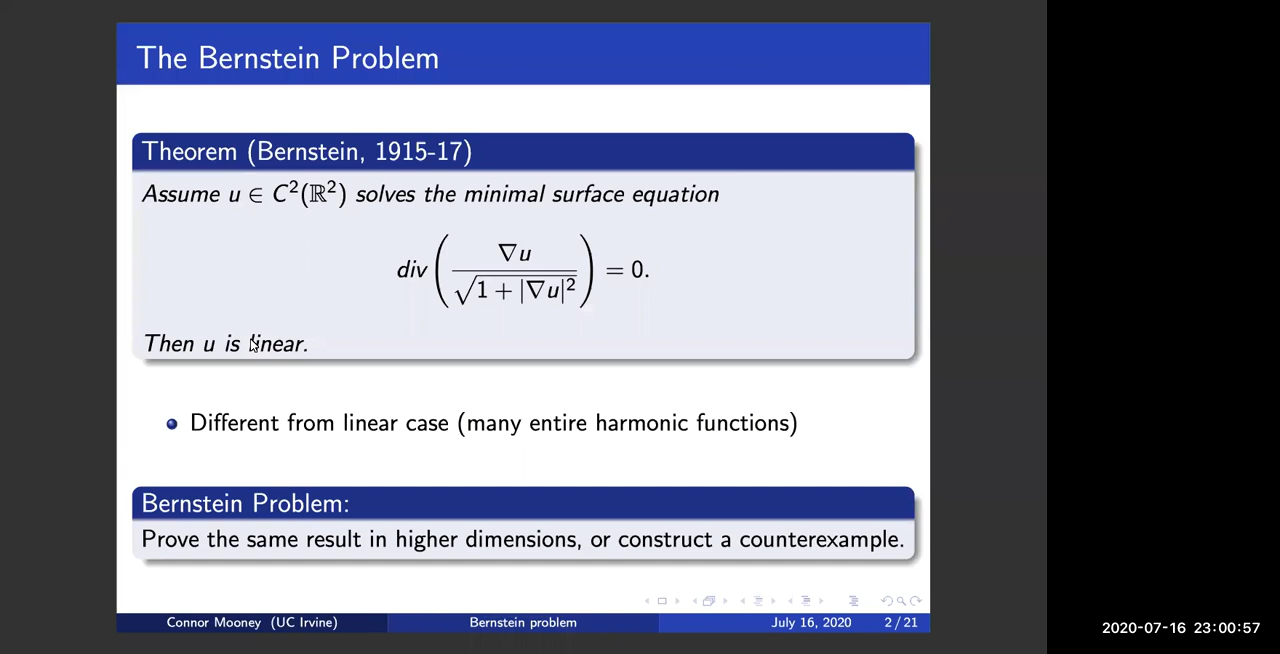 The Bernstein Problem
Theorem (Bernstein, 1915-17)
Assume u ∈ C²(ℝ²) solves the minimal surface equation
div(∇u / √(1 + |∇u|²)) = 0.
Then u is linear.
Different from linear case (many entire harmonic functions)
Bernstein Problem:
Prove the same result in higher dimensions, or construct a counterexample.
Connor Mooney (UC Irvine) Bernstein problem July 16, 2020 2 / 21
2020-07-16 23:00:57